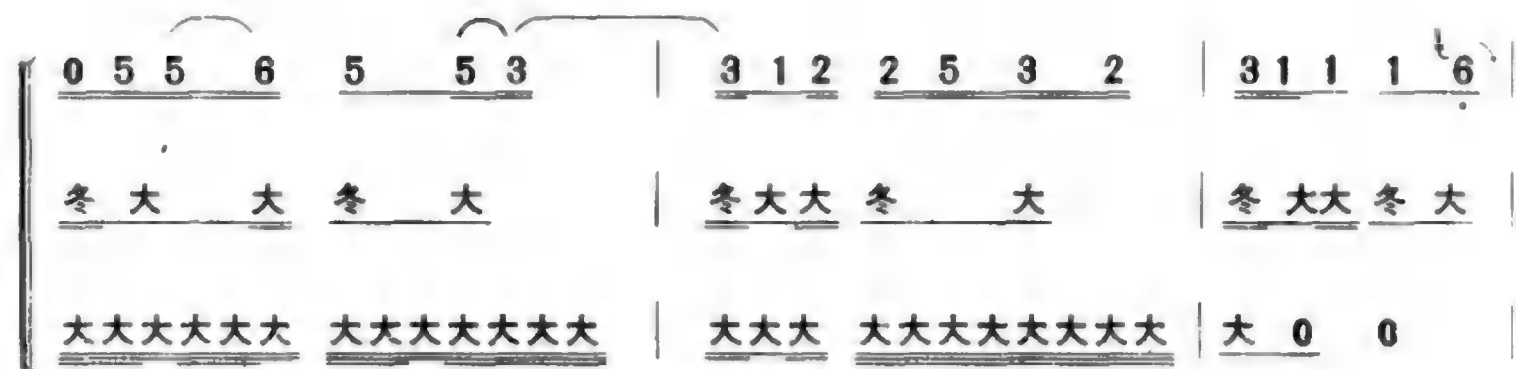 0 5 5 6 5 5 3 | 3 1 2 2 5 3 2 | 3 1 1 1 6
冬 大 大 冬 大 | 冬 大 大 冬 大 | 冬 大 大 冬 大
大 大 大 大 大 大 大 大 大 大 大 大 大 | 大 大 大 大 大 大 大 大 大 大 大 | 大 0 0